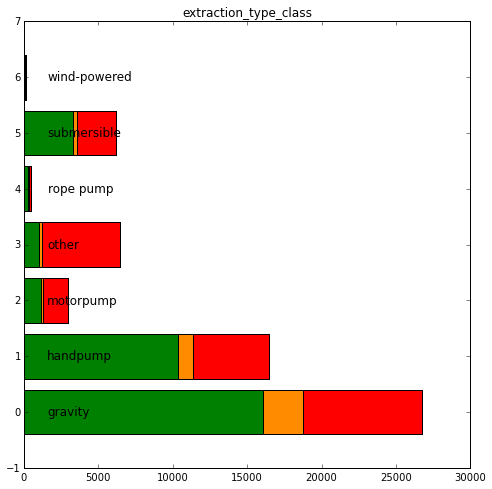 extraction_type_class
7
6
wind-powered
5
submersible
4
rope pump
3
other
2
motorpump
1
handpump
0
gravity
−1
0 5000 10000 15000 20000 25000 30000